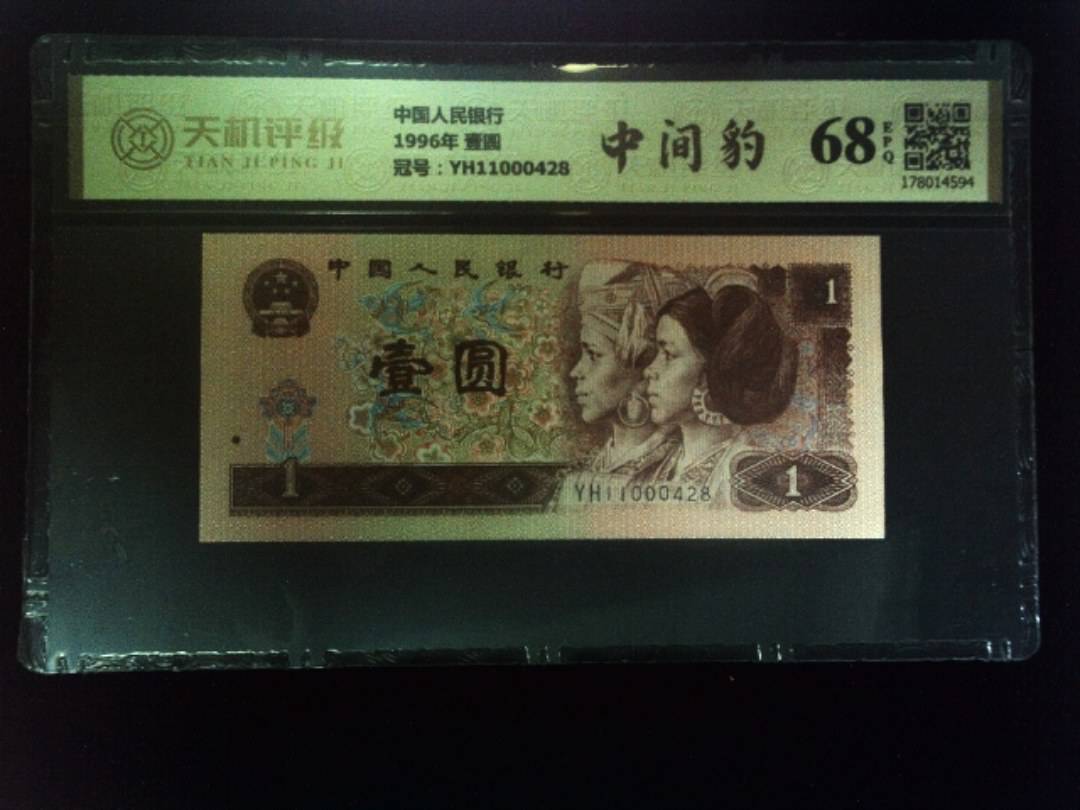 天机评级
TIAN JI PING JI
中国人民银行
1996年 壹圆
冠号：YH11000428
中间豹
68
EPQ
178014594
中国人民银行
壹圆
1
1
YH11000428
1